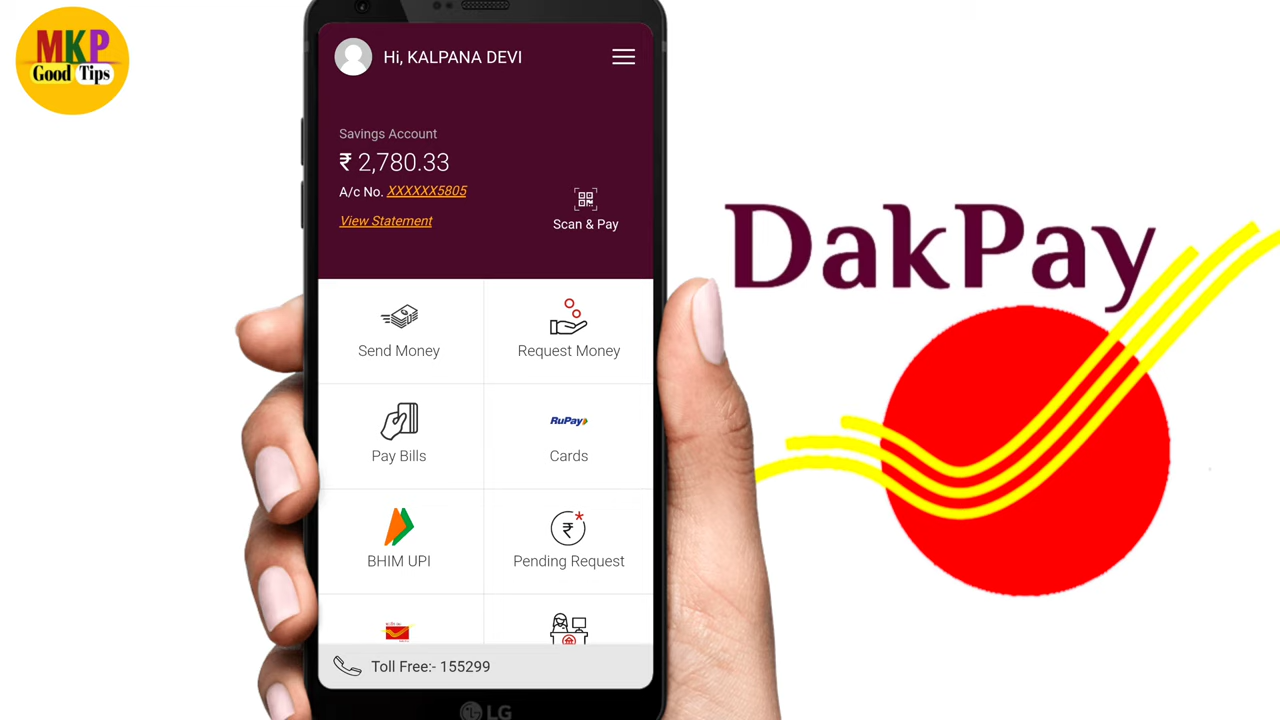 MKP
Good Tips
Hi, KALPANA DEVI
Savings Account
₹ 2,780.33
A/c No. XXXXXX5805
View Statement
Scan & Pay
Send Money
Request Money
Pay Bills
RuPay
Cards
BHIM UPI
Pending Request
Toll Free:- 155299
LG
DakPay